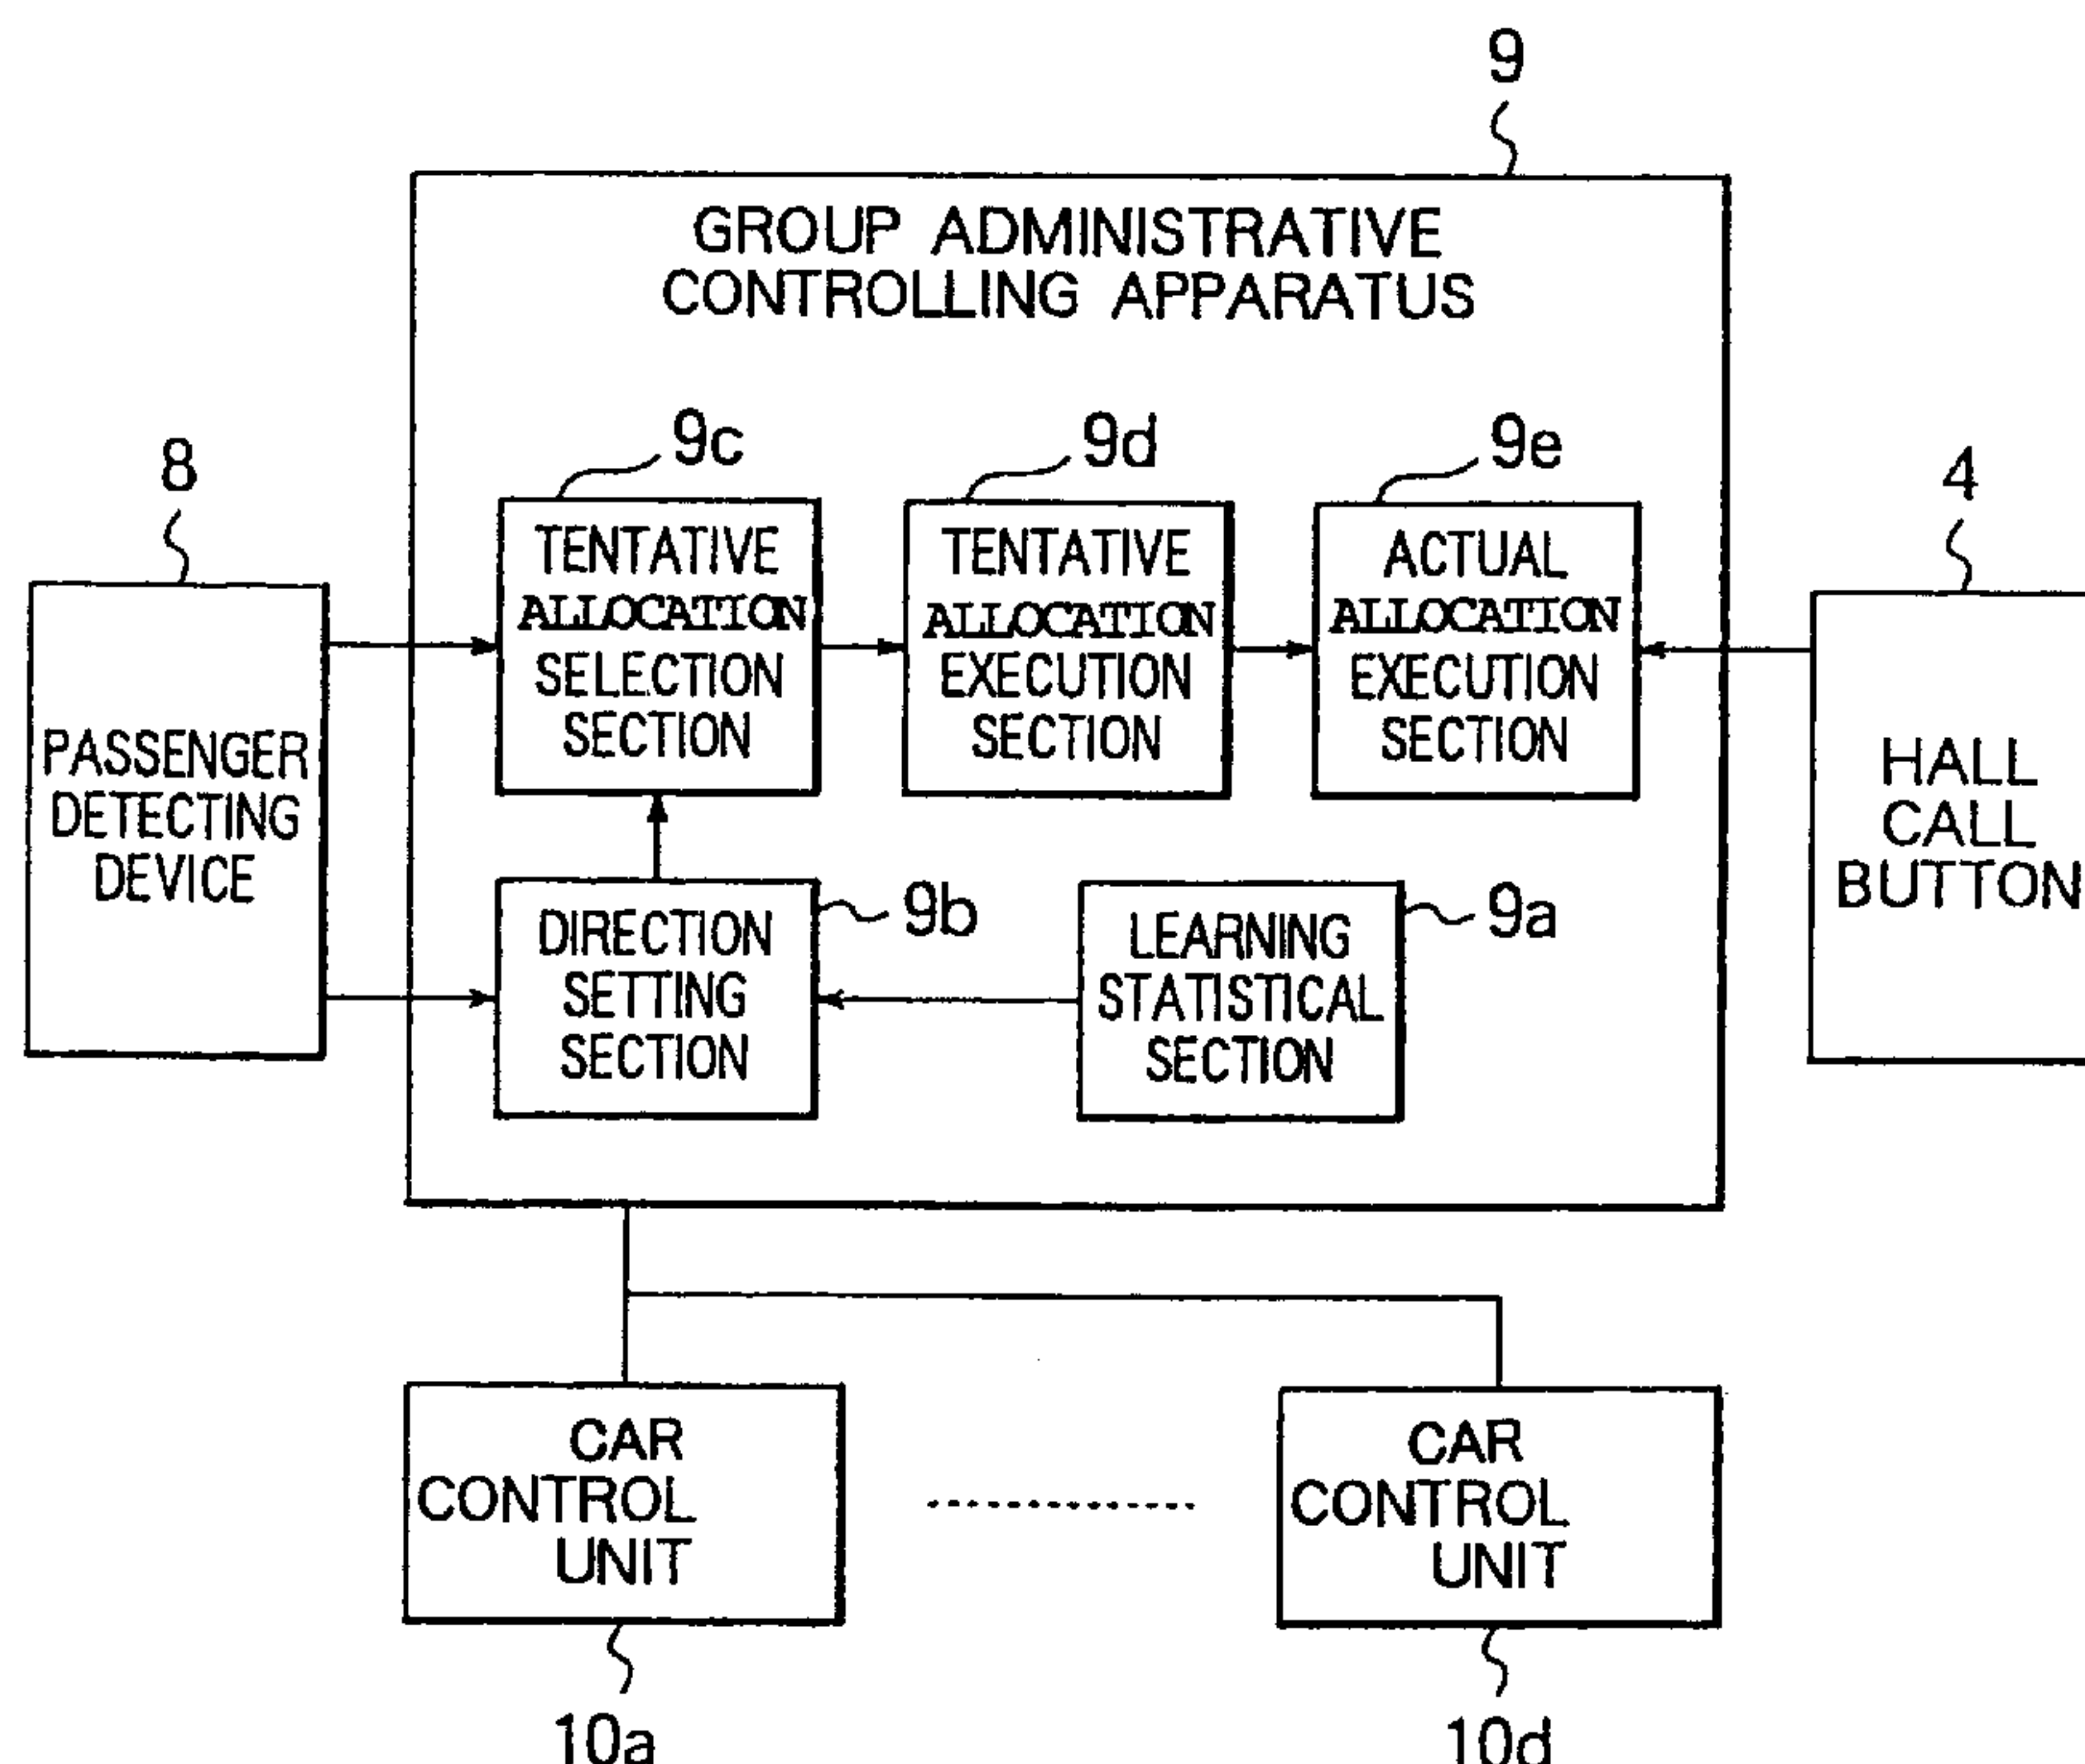 9
GROUP ADMINISTRATIVE
CONTROLLING APPARATUS
9c
9d
9e
8
4
TENTATIVE
ALLOCATION
SELECTION
SECTION
TENTATIVE
ALLOCATION
EXECUTION
SECTION
ACTUAL
ALLOCATION
EXECUTION
SECTION
PASSENGER
DETECTING
DEVICE
HALL
CALL
BUTTON
DIRECTION
SETTING
SECTION
9b
LEARNING
STATISTICAL
SECTION
9a
CAR
CONTROL
UNIT
CAR
CONTROL
UNIT
10a
10d